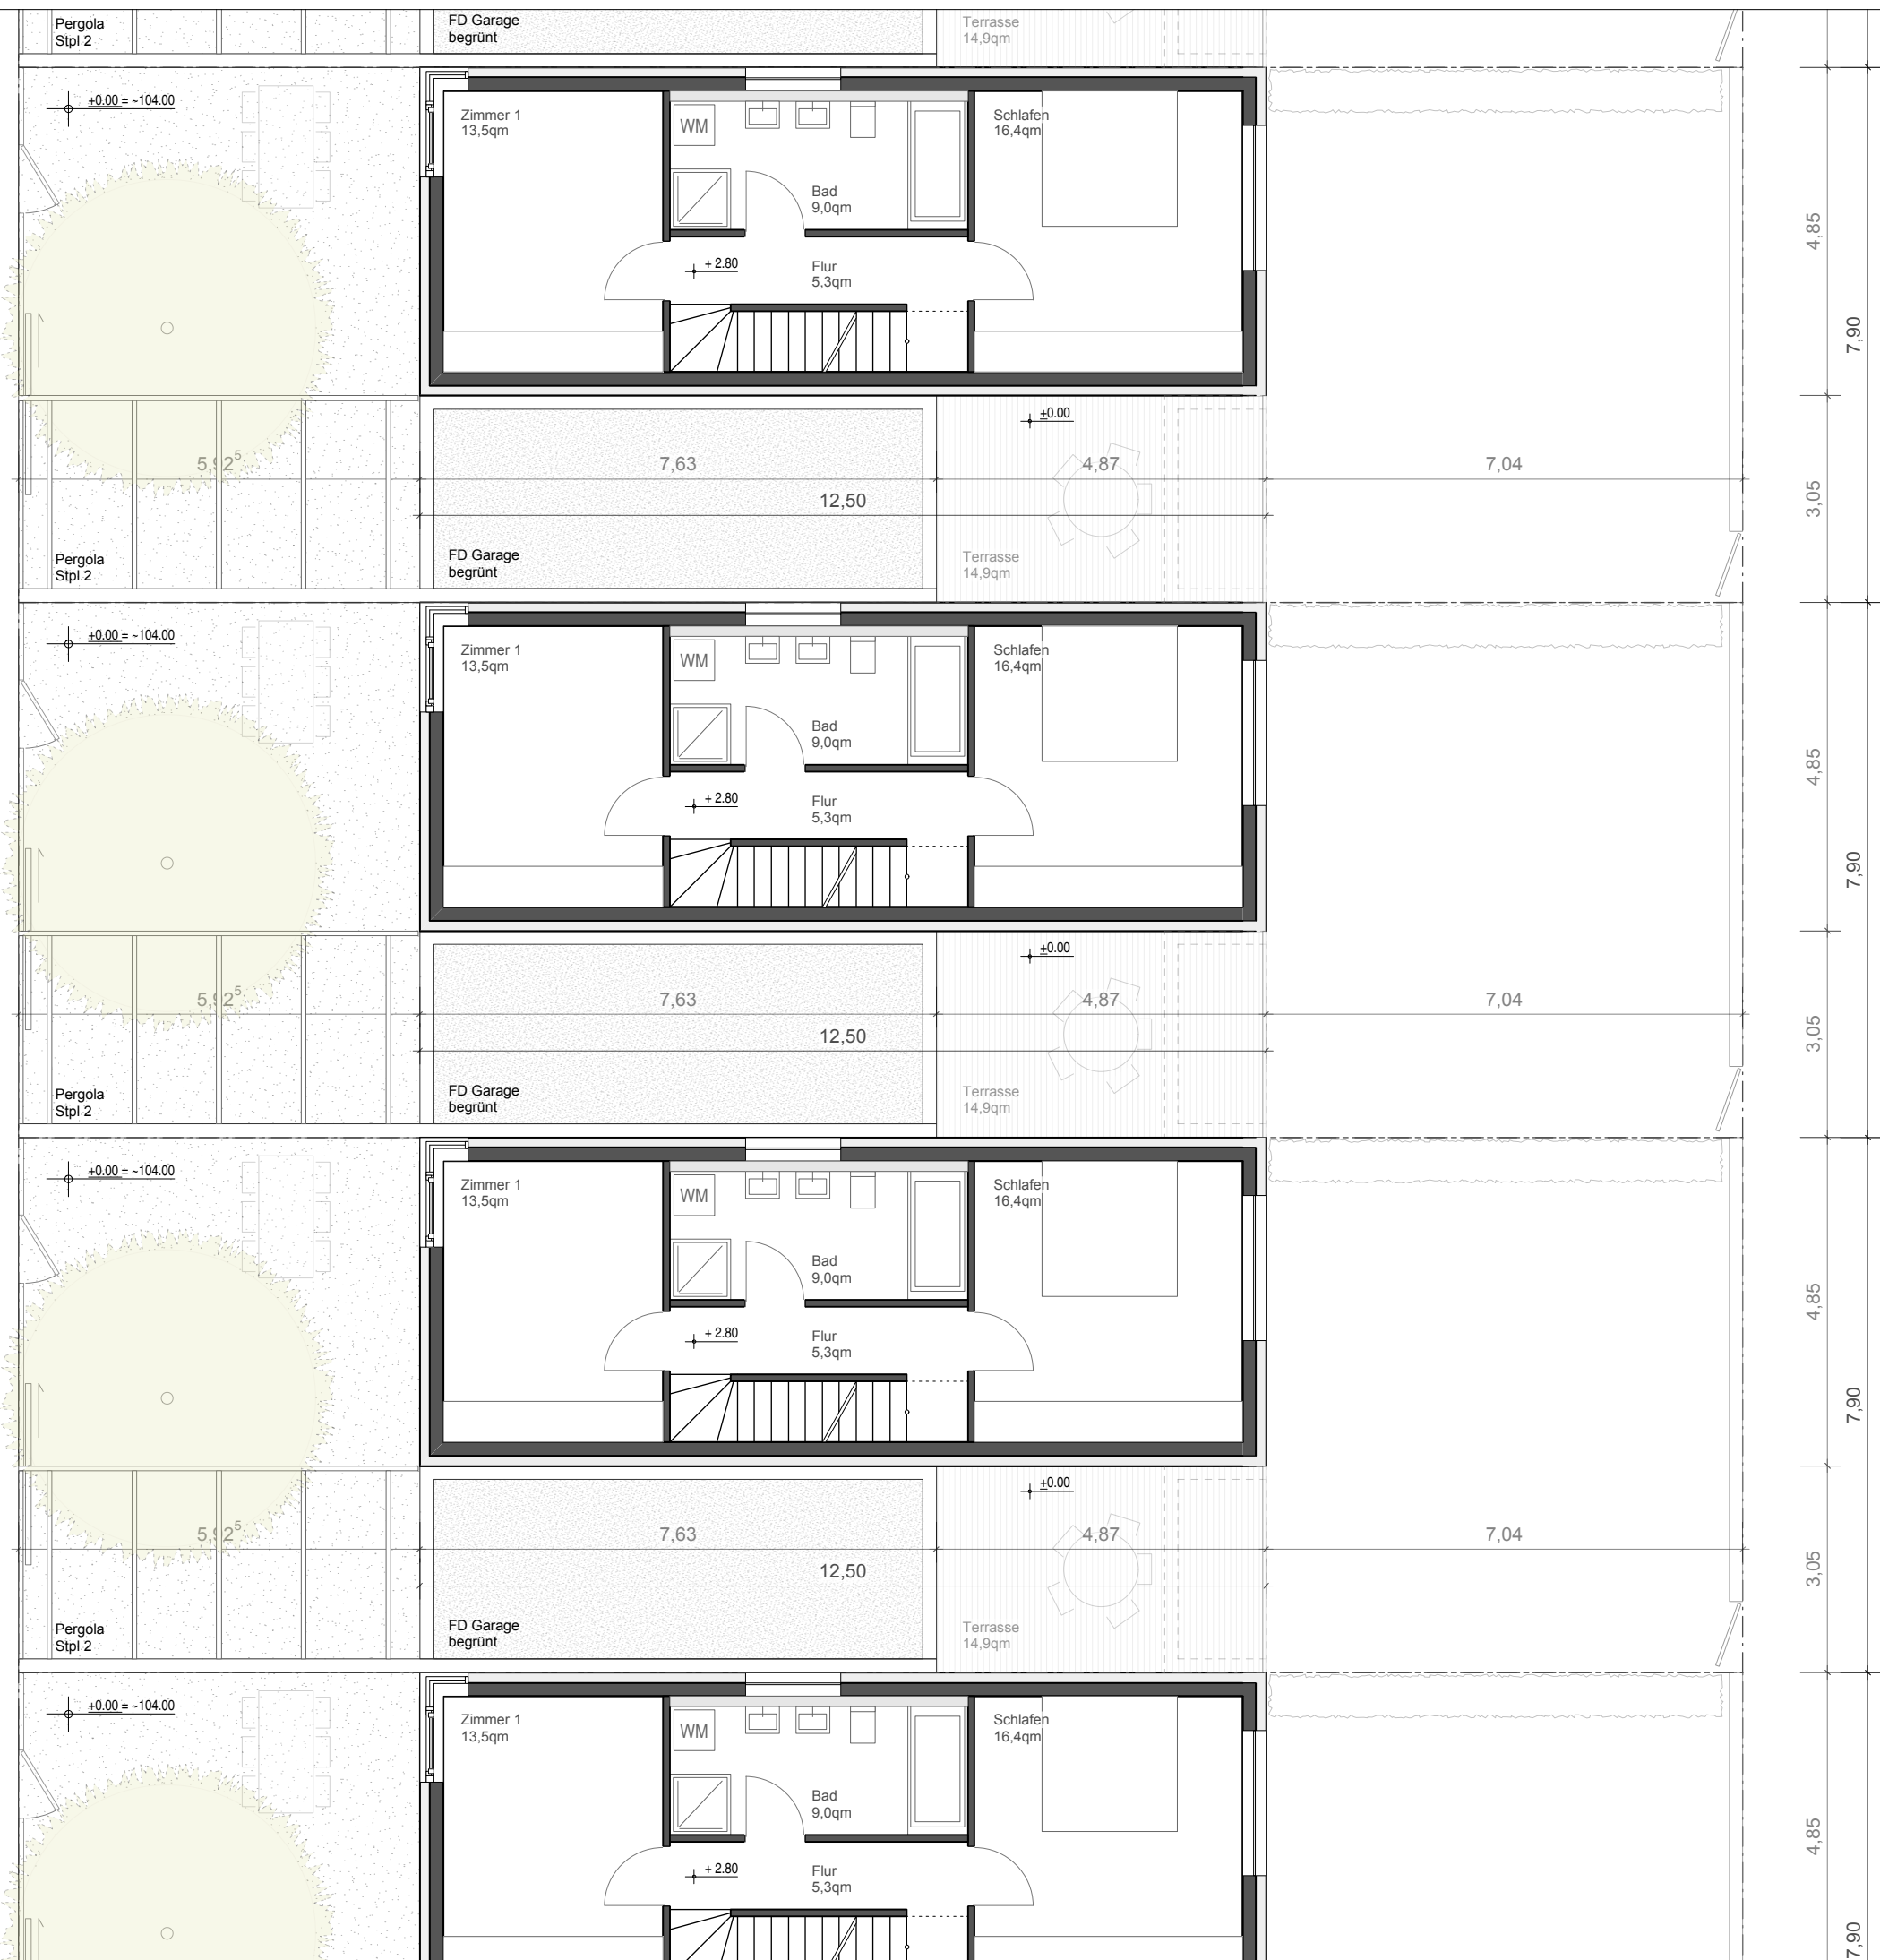 Pergola
Stpl 2
FD Garage
begrünt
Terrasse
14,9qm
+0.00 = ~104.00
Zimmer 1
13,5qm
WM
Bad
9,0qm
Schlafen
16,4qm
+ 2.80
Flur
5,3qm
4,85
7,90
±0.00
5,92⁵
7,63
4,87
7,04
12,50
3,05
Pergola
Stpl 2
FD Garage
begrünt
Terrasse
14,9qm
+0.00 = ~104.00
Zimmer 1
13,5qm
WM
Bad
9,0qm
Schlafen
16,4qm
+ 2.80
Flur
5,3qm
4,85
7,90
±0.00
5,92⁵
7,63
4,87
7,04
12,50
3,05
Pergola
Stpl 2
FD Garage
begrünt
Terrasse
14,9qm
+0.00 = ~104.00
Zimmer 1
13,5qm
WM
Bad
9,0qm
Schlafen
16,4qm
+ 2.80
Flur
5,3qm
4,85
7,90
±0.00
5,92⁵
7,63
4,87
7,04
12,50
3,05
Pergola
Stpl 2
FD Garage
begrünt
Terrasse
14,9qm
+0.00 = ~104.00
Zimmer 1
13,5qm
WM
Bad
9,0qm
Schlafen
16,4qm
+ 2.80
Flur
5,3qm
4,85
7,90